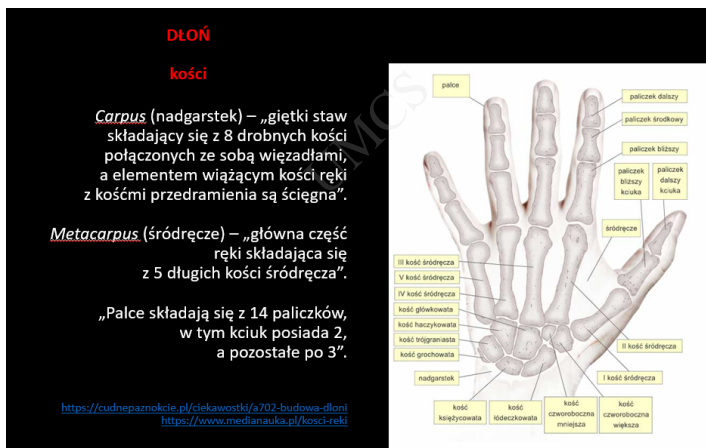 DŁOŃ
kości
Carpus (nadgarstek) – „giętki staw
składający się z 8 drobnych kości
połączonych ze sobą więzadłami,
a elementem wiążącym kości ręki
z kośćmi przedramienia są ścięgna”.
Metacarpus (śródręcze) – „główna część
ręki składająca się
z 5 długich kości śródręcza”.
„Palce składają się z 14 paliczków,
w tym kciuk posiada 2,
a pozostałe po 3”.
https://cudnepaznokcie.pl/ciekawostki/a702-budowa-dloni
https://www.medianauka.pl/kosci-reki
UMCS
palce
paliczek dalszy
paliczek środkowy
paliczek bliższy
paliczek
bliższy
kciuka
paliczek
dalszy
kciuka
śródręcze
III kość śródręcza
V kość śródręcza
IV kość śródręcza
kość główkowata
kość haczykowata
kość trójgraniasta
kość grochowata
nadgarstek
II kość śródręcza
I kość śródręcza
kość
księżycowata
kość
łódeczkowata
kość
czworoboczna
mniejsza
kość
czworoboczna
większa